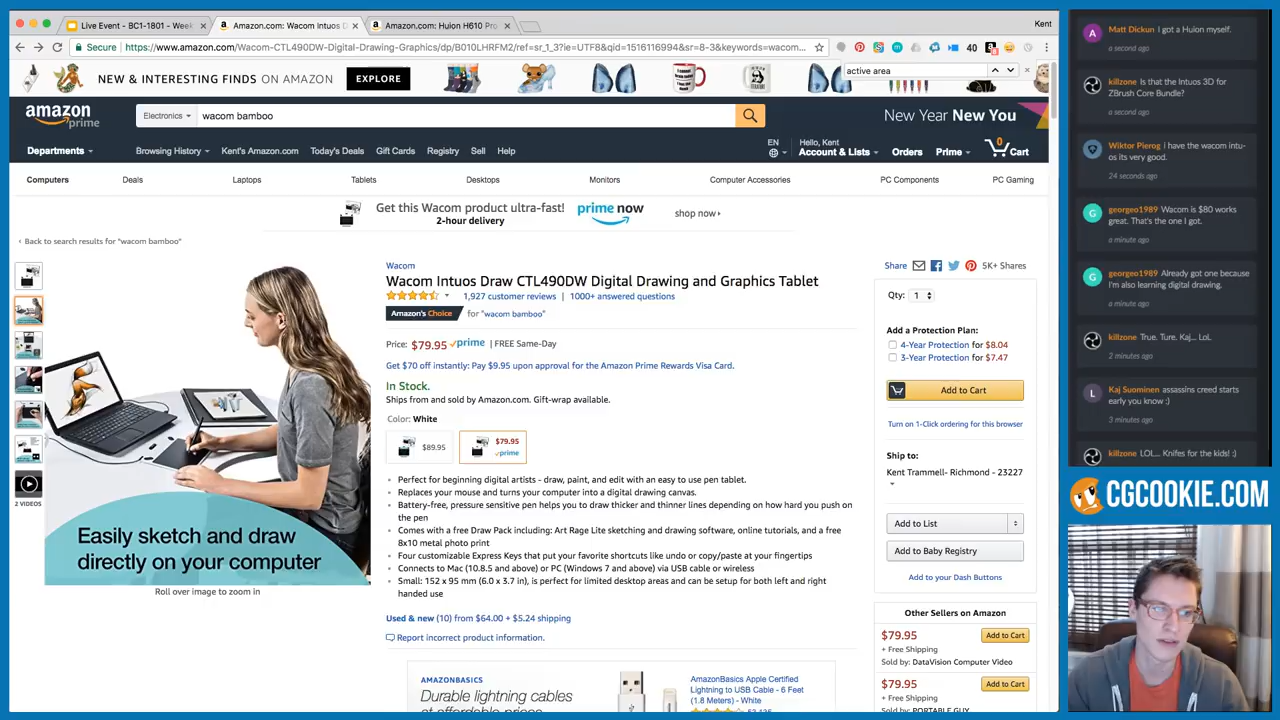 Live Event - BC1-1801 - Week
Amazon.com: Wacom Intuos D
Amazon.com: Huion H610 Pro
Kent
Secure
https://www.amazon.com/Wacom-CTL490DW-Digital-Drawing-Graphics/dp/B010LHRFM2/ref=sr_1_3?ie=UTF8&qid=1516116994&sr=8-3&keywords=wacom...
40
active area
NEW & INTERESTING FINDS ON AMAZON
EXPLORE
amazon
prime
Electronics
wacom bamboo
New Year New You
Departments
Browsing History
Kent's Amazon.com
Today's Deals
Gift Cards
Registry
Sell
Help
EN
Hello, Kent
Account & Lists
Orders
Prime
0
Cart
Computers
Deals
Laptops
Tablets
Desktops
Monitors
Computer Accessories
PC Components
PC Gaming
Get this Wacom product ultra-fast!
2-hour delivery
prime now
shop now
‹ Back to search results for "wacom bamboo"
2 VIDEOS
Easily sketch and draw
directly on your computer
Roll over image to zoom in
Wacom
Wacom Intuos Draw CTL490DW Digital Drawing and Graphics Tablet
1,927 customer reviews | 1000+ answered questions
Amazon's Choice for "wacom bamboo"
Price: $79.95 prime | FREE Same-Day
Get $70 off instantly: Pay $9.95 upon approval for the Amazon Prime Rewards Visa Card.
In Stock.
Ships from and sold by Amazon.com. Gift-wrap available.
Color: White
$89.95
$79.95
prime
Perfect for beginning digital artists - draw, paint, and edit with an easy to use pen tablet.
Replaces your mouse and turns your computer into a digital drawing canvas.
Battery-free, pressure sensitive pen helps you to draw thicker and thinner lines depending on how hard you push on
the pen
Comes with a free Draw Pack including: Art Rage Lite sketching and drawing software, online tutorials, and a free
8x10 metal photo print
Four customizable Express Keys that put your favorite shortcuts like undo or copy/paste at your fingertips
Connects to Mac (10.8.5 and above) or PC (Windows 7 and above) via USB cable or wireless
Small: 152 x 95 mm (6.0 x 3.7 in), is perfect for limited desktop areas and can be setup for both left and right
handed use
Used & new (10) from $64.00 + $5.24 shipping
Report incorrect product information.
AMAZONBASICS
Durable lightning cables
at affordable prices
AmazonBasics Apple Certified
Lightning to USB Cable - 6 Feet
(1.8 Meters) - White
Share
5K+ Shares
Qty: 1
Add a Protection Plan:
4-Year Protection for $8.04
3-Year Protection for $7.47
Add to Cart
Turn on 1-Click ordering for this browser
Ship to:
Kent Trammell- Richmond - 23227
Add to List
Add to Baby Registry
Add to your Dash Buttons
Other Sellers on Amazon
$79.95
Add to Cart
+ Free Shipping
Sold by: DataVision Computer Video
$79.95
Add to Cart
+ Free Shipping
Sold by: PORTABLE GUY
A
Matt Dickun I got a Huion myself.
a second ago
killzone Is that the Intuos 3D for
ZBrush Core Bundle?
a second ago
Wiktor Pierog i have the wacom intu-
os its very good.
24 seconds ago
G
georgeo1989 Wacom is $80 works
great. That's the one I got.
a minute ago
G
georgeo1989 Already got one because
I'm also learning digital drawing.
a minute ago
killzone True. Ture. Kaj... LoL.
2 minutes ago
L
Kaj Suominen assassins creed starts
early you know ;)
3 minutes ago
killzone LOL... Knifes for the kids! :)
CGCOOKIE.COM